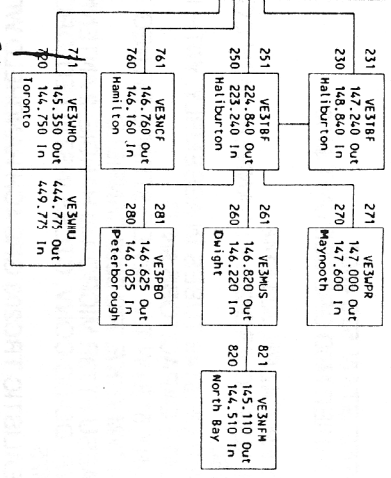 231
230
VE3TBF
147.240 Out
148.840 In
Haliburton
271
270
VE3WPR
147.000 Out
147.600 In
Maynooth
251
250
VE3TBF
224.840 Out
223.240 In
Haliburton
261
260
VE3MUS
146.820 Out
146.220 In
Dwight
821
820
VE3NFM
145.110 Out
144.510 In
North Bay
761
760
VE3NCF
146.760 Out
146.160 In
Hamilton
281
280
VE3PBO
146.625 Out
146.025 In
Peterborough
721
720
VE3WHO
145.350 Out
144.750 In
Toronto
VE3WHU
444.775 Out
449.775 In